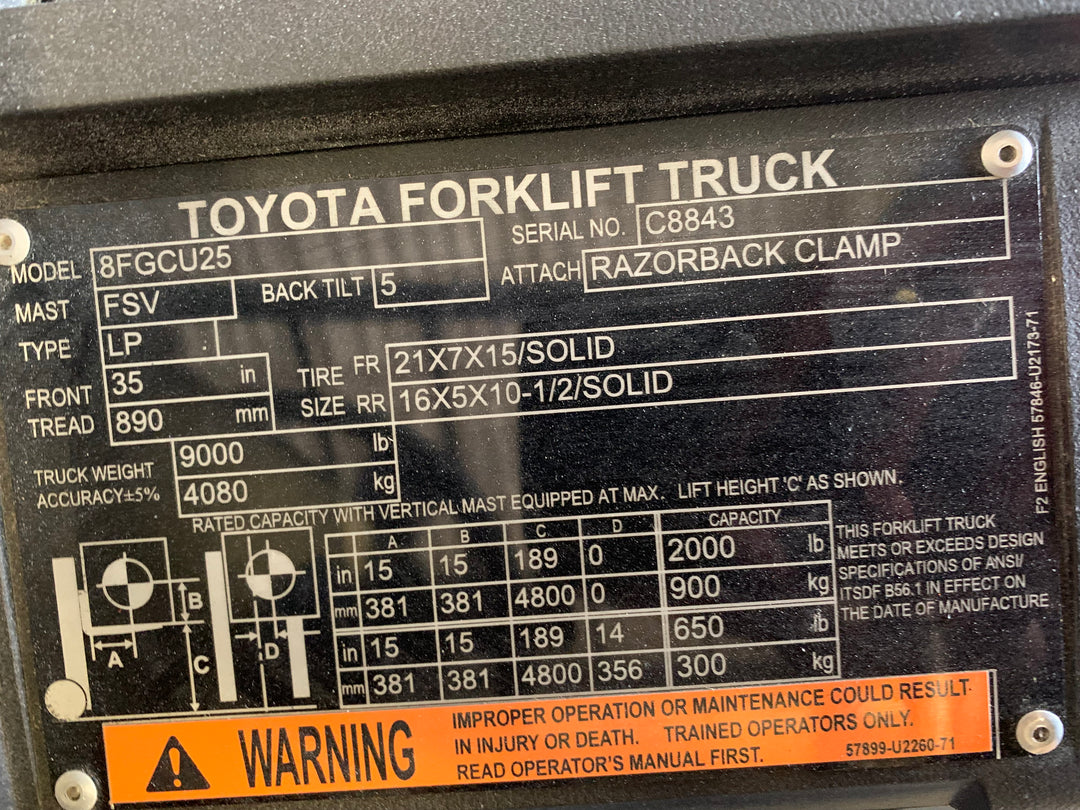 TOYOTA FORKLIFT TRUCK
MODEL 8FGCU25 SERIAL NO. C8843
MAST FSV BACK TILT 5 ATTACH RAZORBACK CLAMP
TYPE LP
FRONT TREAD 35 in 890 mm
TIRE SIZE FR 21X7X15/SOLID
RR 16X5X10-1/2/SOLID
TRUCK WEIGHT 9000 lb
ACCURACY±5% 4080 kg
RATED CAPACITY WITH VERTICAL MAST EQUIPPED AT MAX. LIFT HEIGHT 'C' AS SHOWN.
A B C D CAPACITY
in 15 15 189 0 2000 lb
mm 381 381 4800 0 900 kg
in 15 15 189 14 650 lb
mm 381 381 4800 356 300 kg
A B C D
THIS FORKLIFT TRUCK
MEETS OR EXCEEDS DESIGN
SPECIFICATIONS OF ANSI/
ITSDF B56.1 IN EFFECT ON
THE DATE OF MANUFACTURE
F2 ENGLISH 57846-U2173-71
WARNING
IMPROPER OPERATION OR MAINTENANCE COULD RESULT
IN INJURY OR DEATH. TRAINED OPERATORS ONLY.
READ OPERATOR'S MANUAL FIRST.
57899-U2260-71